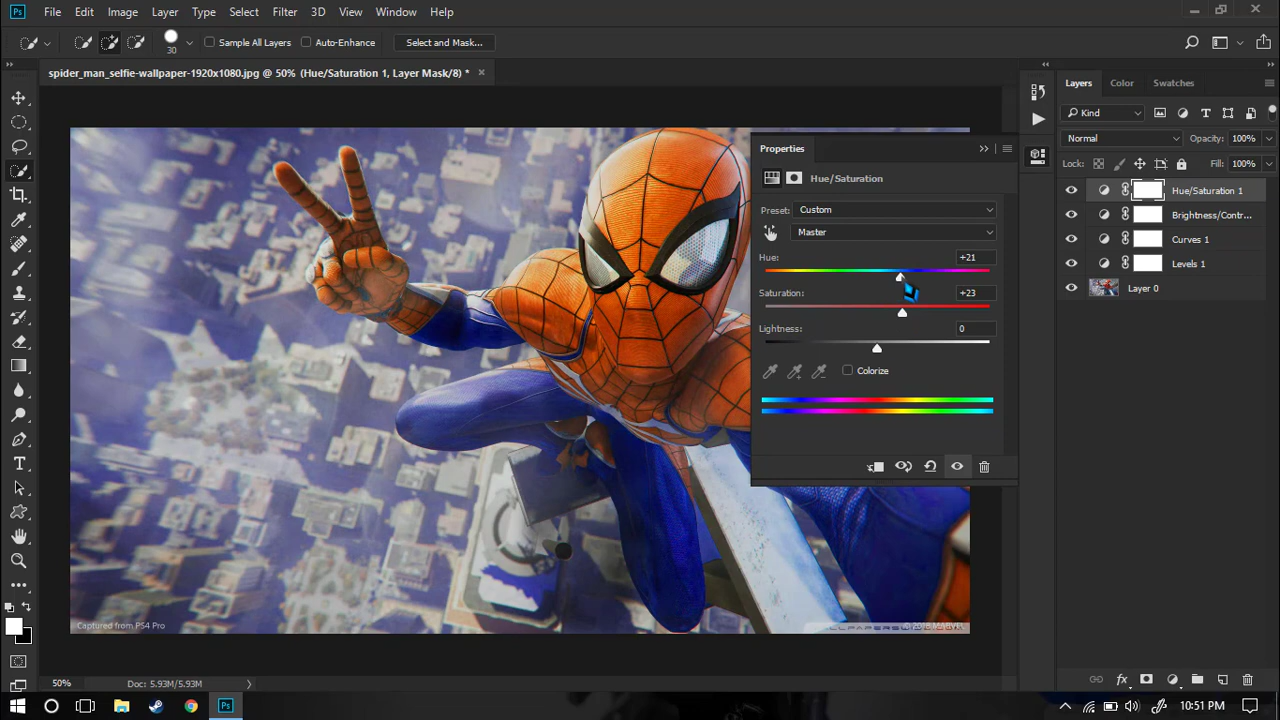 Ps File Edit Image Layer Type Select Filter 3D View Window Help
30 Sample All Layers Auto-Enhance Select and Mask...
spider_man_selfie-wallpaper-1920x1080.jpg @ 50% (Hue/Saturation 1, Layer Mask/8) * ×
Layers Color Swatches
Kind
Normal Opacity: 100%
Lock: Fill: 100%
Hue/Saturation 1
Brightness/Contr...
Curves 1
Levels 1
Layer 0
Properties
Hue/Saturation
Preset: Custom
Master
Hue: +21
Saturation: +23
Lightness: 0
Colorize
Captured from PS4 Pro
© 2018 MARVEL
50% Doc: 5.93M/5.93M
Ps
10:51 PM